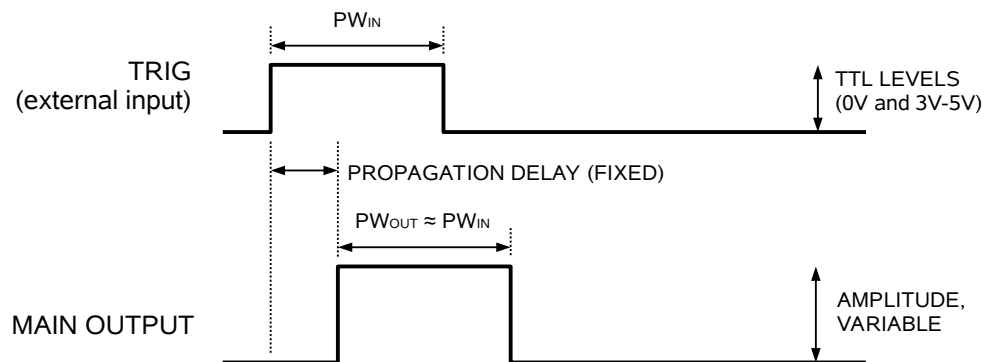 PWIN
TRIG
(external input)
TTL LEVELS
(0V and 3V-5V)
PROPAGATION DELAY (FIXED)
PWOUT ≈ PWIN
MAIN OUTPUT
AMPLITUDE,
VARIABLE